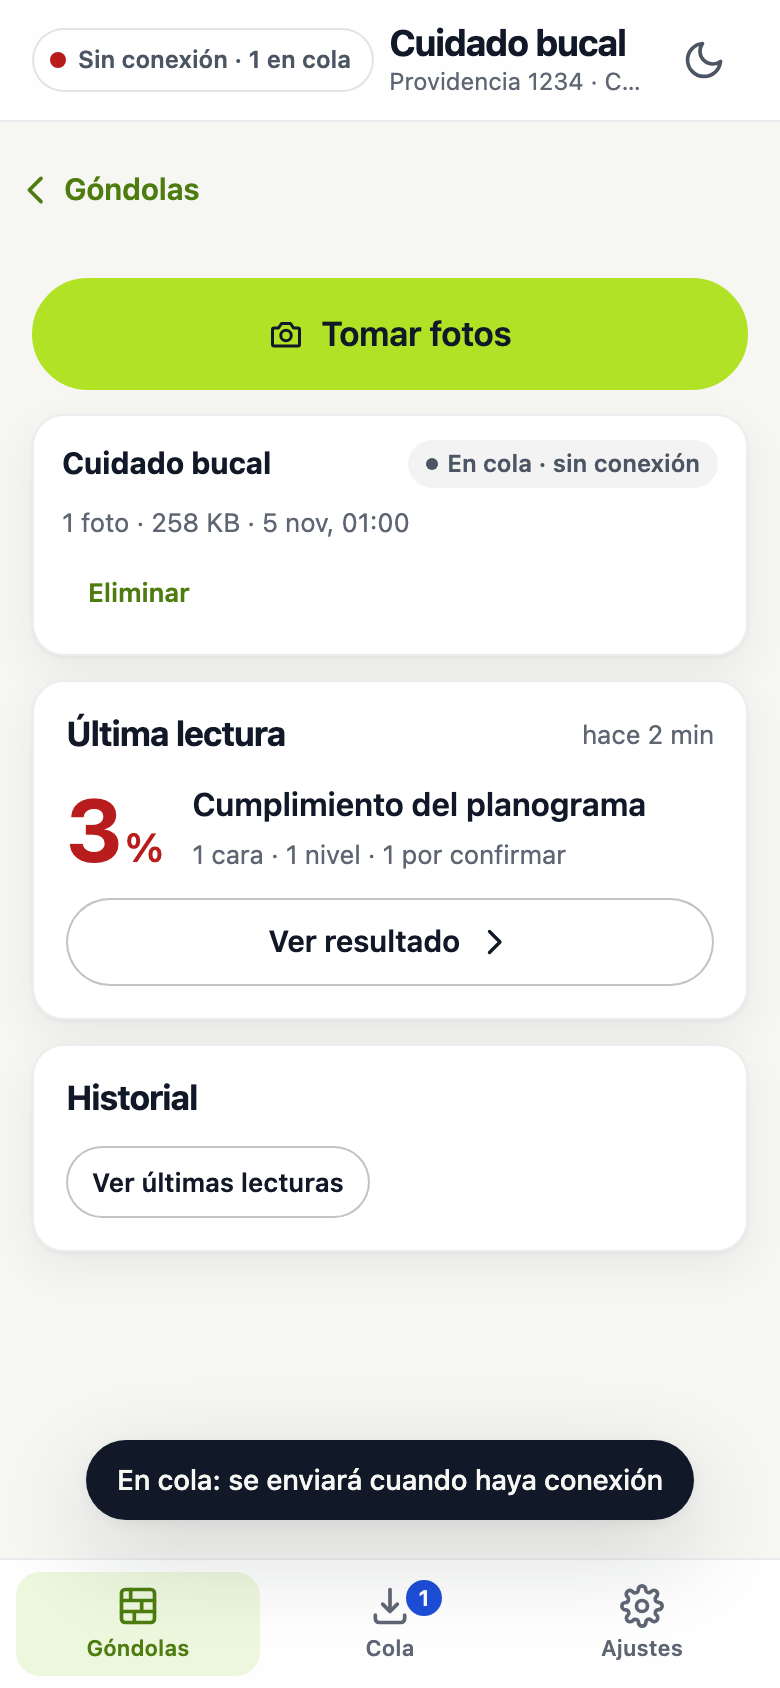 Sin conexión · 1 en cola
Cuidado bucal
Providencia 1234 · C...
Góndolas
Tomar fotos
Cuidado bucal
En cola · sin conexión
1 foto · 258 KB · 5 nov, 01:00
Eliminar
Última lectura
hace 2 min
3%
Cumplimiento del planograma
1 cara · 1 nivel · 1 por confirmar
Ver resultado
Historial
Ver últimas lecturas
En cola: se enviará cuando haya conexión
Góndolas
1
Cola
Ajustes